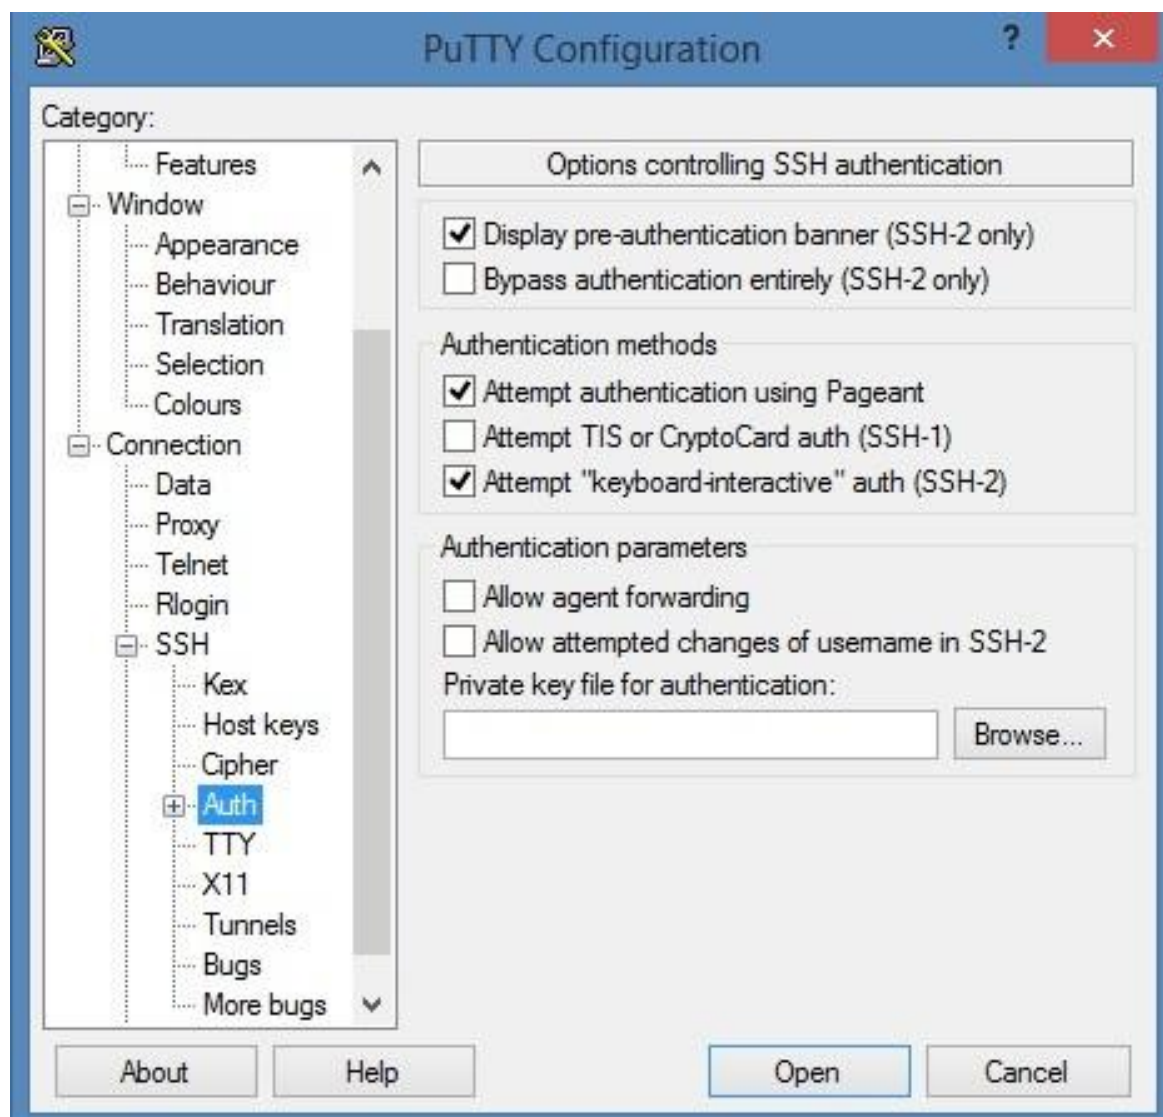 PuTTY Configuration
?
Category:
Features
Window
Appearance
Behaviour
Translation
Selection
Colours
Connection
Data
Proxy
Telnet
Rlogin
SSH
Kex
Host keys
Cipher
Auth
TTY
X11
Tunnels
Bugs
More bugs
Options controlling SSH authentication
Display pre-authentication banner (SSH-2 only)
Bypass authentication entirely (SSH-2 only)
Authentication methods
Attempt authentication using Pageant
Attempt TIS or CryptoCard auth (SSH-1)
Attempt "keyboard-interactive" auth (SSH-2)
Authentication parameters
Allow agent forwarding
Allow attempted changes of username in SSH-2
Private key file for authentication:
Browse...
About
Help
Open
Cancel